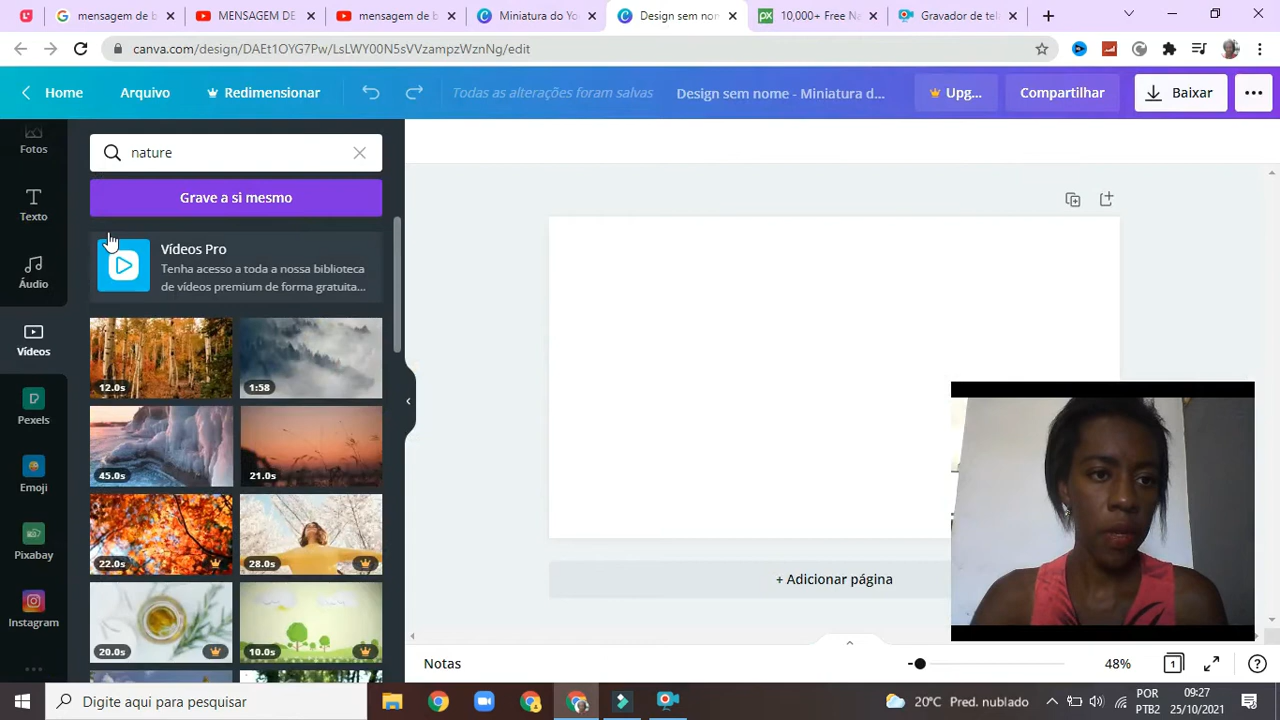 mensagem de b
MENSAGEM DE
mensagem de b
Miniatura do Yo
Design sem nom
10,000+ Free Na
Gravador de tela
canva.com/design/DAEt1OYG7Pw/LsLWY00N5sVVzampzWznNg/edit
Home
Arquivo
Redimensionar
Todas as alterações foram salvas
Design sem nome - Miniatura d...
Upg...
Compartilhar
Baixar
Fotos
nature
Grave a si mesmo
Texto
Vídeos Pro
Tenha acesso a toda a nossa biblioteca
de vídeos premium de forma gratuita...
Áudio
Vídeos
12.0s
1:58
Pexels
45.0s
21.0s
Emoji
22.0s
28.0s
Pixabay
+ Adicionar página
Instagram
20.0s
10.0s
Notas
48%
1
Digite aqui para pesquisar
20°C Pred. nublado
POR
PTB2
09:27
25/10/2021